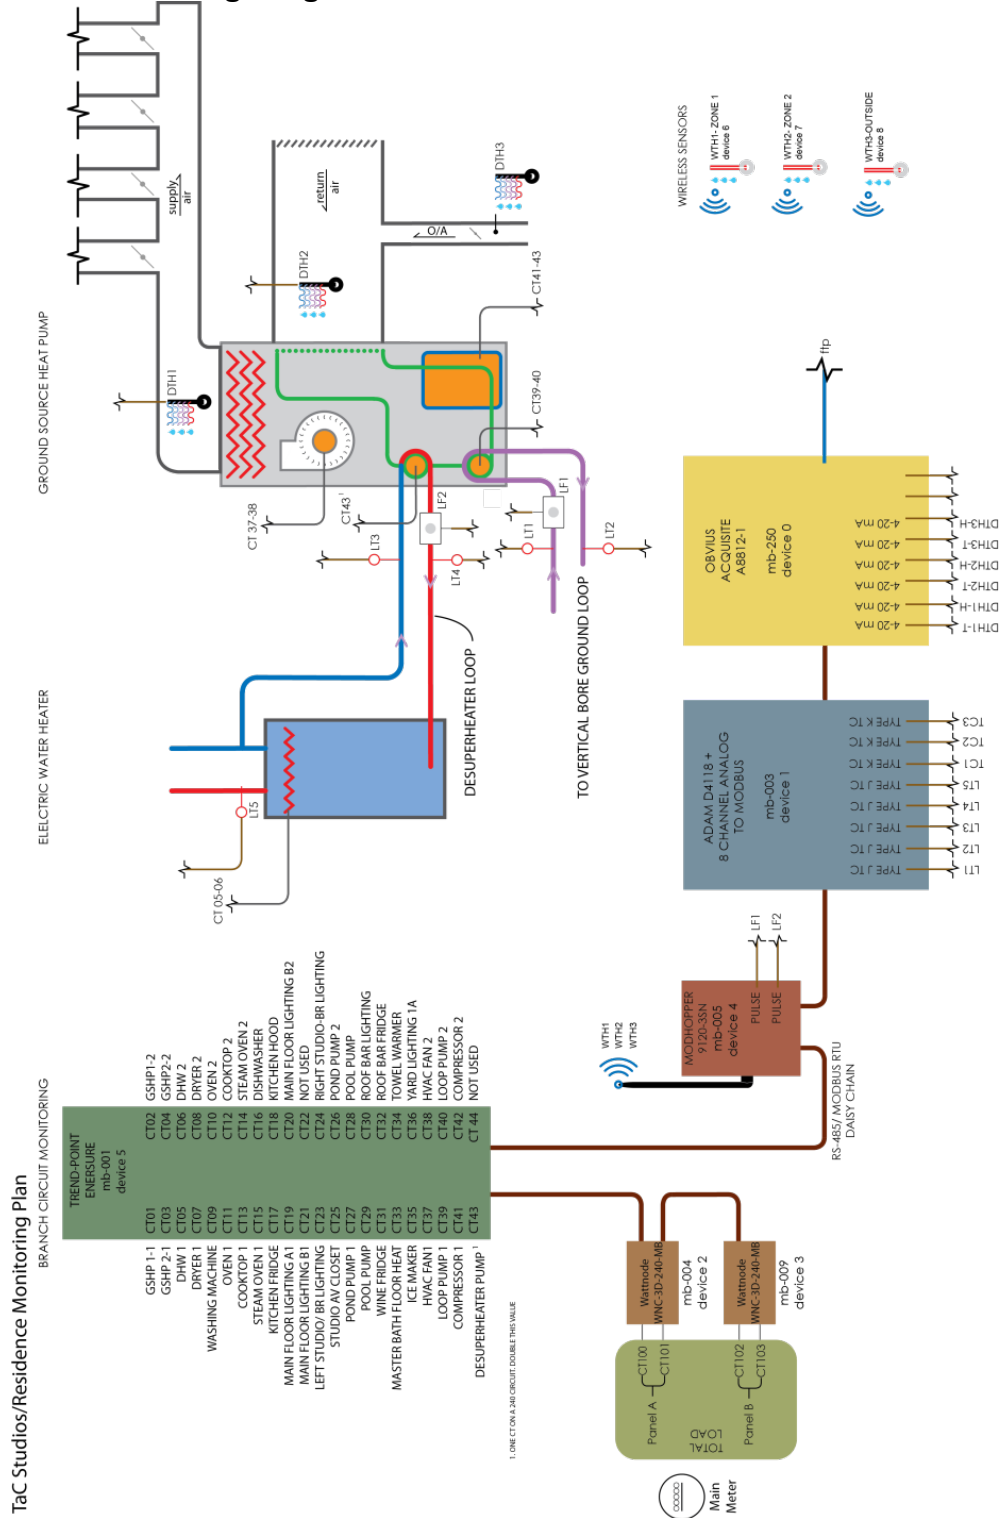 TaC Studios/Residence Monitoring Plan
BRANCH CIRCUIT MONITORING
ELELCTRIC WATER HEATER
GROUND SOURCE HEAT PUMP
TREND-POINT
ENERSURE
mb-001
device 5
GSHP 1-1 CT01 CT02 GSHP1-2
GSHP 2-1 CT03 CT04 GSHP2-2
DHW 1 CT05 CT06 DHW 2
DRYER 1 CT07 CT08 DRYER 2
WASHING MACHINE CT09 CT10 OVEN 2
OVEN 1 CT11 CT12 COOKTOP 2
COOKTOP 1 CT13 CT14 STEAM OVEN 2
STEAM OVEN 1 CT15 CT16 DISHWASHER
KITCHEN FRIDGE CT17 CT18 KITCHEN HOOD
MAIN FLOOR LIGHTING A1 CT19 CT20 MAIN FLOOR LIGHTING B2
MAIN FLOOR LIGHTING B1 CT21 CT22 NOT USED
LEFT STUDIO/ BR LIGHTING CT23 CT24 RIGHT STUDIO-BR LIGHTING
STUDIO AV CLOSET CT25 CT26 POND PUMP 2
POND PUMP 1 CT27 CT28 POOL PUMP
POOL PUMP CT29 CT30 ROOF BAR LIGHTING
WINE FRIDGE CT31 CT32 ROOF BAR FRIDGE
MASTER BATH FLOOR HEAT CT33 CT34 TOWEL WARMER
ICE MAKER CT35 CT36 YARD LIGHTING 1A
HVAC FAN1 CT37 CT38 HVAC FAN 2
LOOP PUMP 1 CT39 CT40 LOOP PUMP 2
COMPRESSOR 1 CT41 CT42 COMPRESSOR 2
DESUPERHEATER PUMP 1 CT43 CT 44 NOT USED
1. ONE CT ON A 240 CIRCUIT. DOUBLE THIS VALUE
CT 05-06
LT5
DESUPERHEATER LOOP
TO VERTICAL BORE GROUND LOOP
CT 37-38
CT43 1
LT3
LT4
LF2
LT1
LF1
LT2
CT39-40
CT41-43
DTH1
DTH2
DTH3
supply
air
return
air
O/A
WIRELESS SENSORS
WTH1- ZONE 1
device 6
WTH2- ZONE 2
device 7
WTH3-OUTSIDE
device 8
Main
Meter
TOTAL
LOAD
Panel A
CT100
CT101
Panel B
CT102
CT103
Wattnode
WNC-3D-240-MB
mb-004
device 2
Wattnode
WNC-3D-240-MB
mb-009
device 3
RS-485/ MODBUS RTU
DAISY CHAIN
WTH1
WTH2
WTH3
MODHOPPER
9120-3SN
mb-005
device 4
PULSE LF1
PULSE LF2
ADAM D4118 +
8 CHANNEL ANALOG
TO MODBUS
mb-003
device 1
TYPE J TC LT1
TYPE J TC LT2
TYPE J TC LT3
TYPE J TC LT4
TYPE J TC LT5
TYPE K TC TC1
TYPE K TC TC2
TYPE K TC TC3
OBVIUS
ACQUISITE
A8812-1
mb-250
device 0
4-20 mA DTH1-T
4-20 mA DTH1-H
4-20 mA DTH2-T
4-20 mA DTH2-H
4-20 mA DTH3-T
4-20 mA DTH3-H
ftp